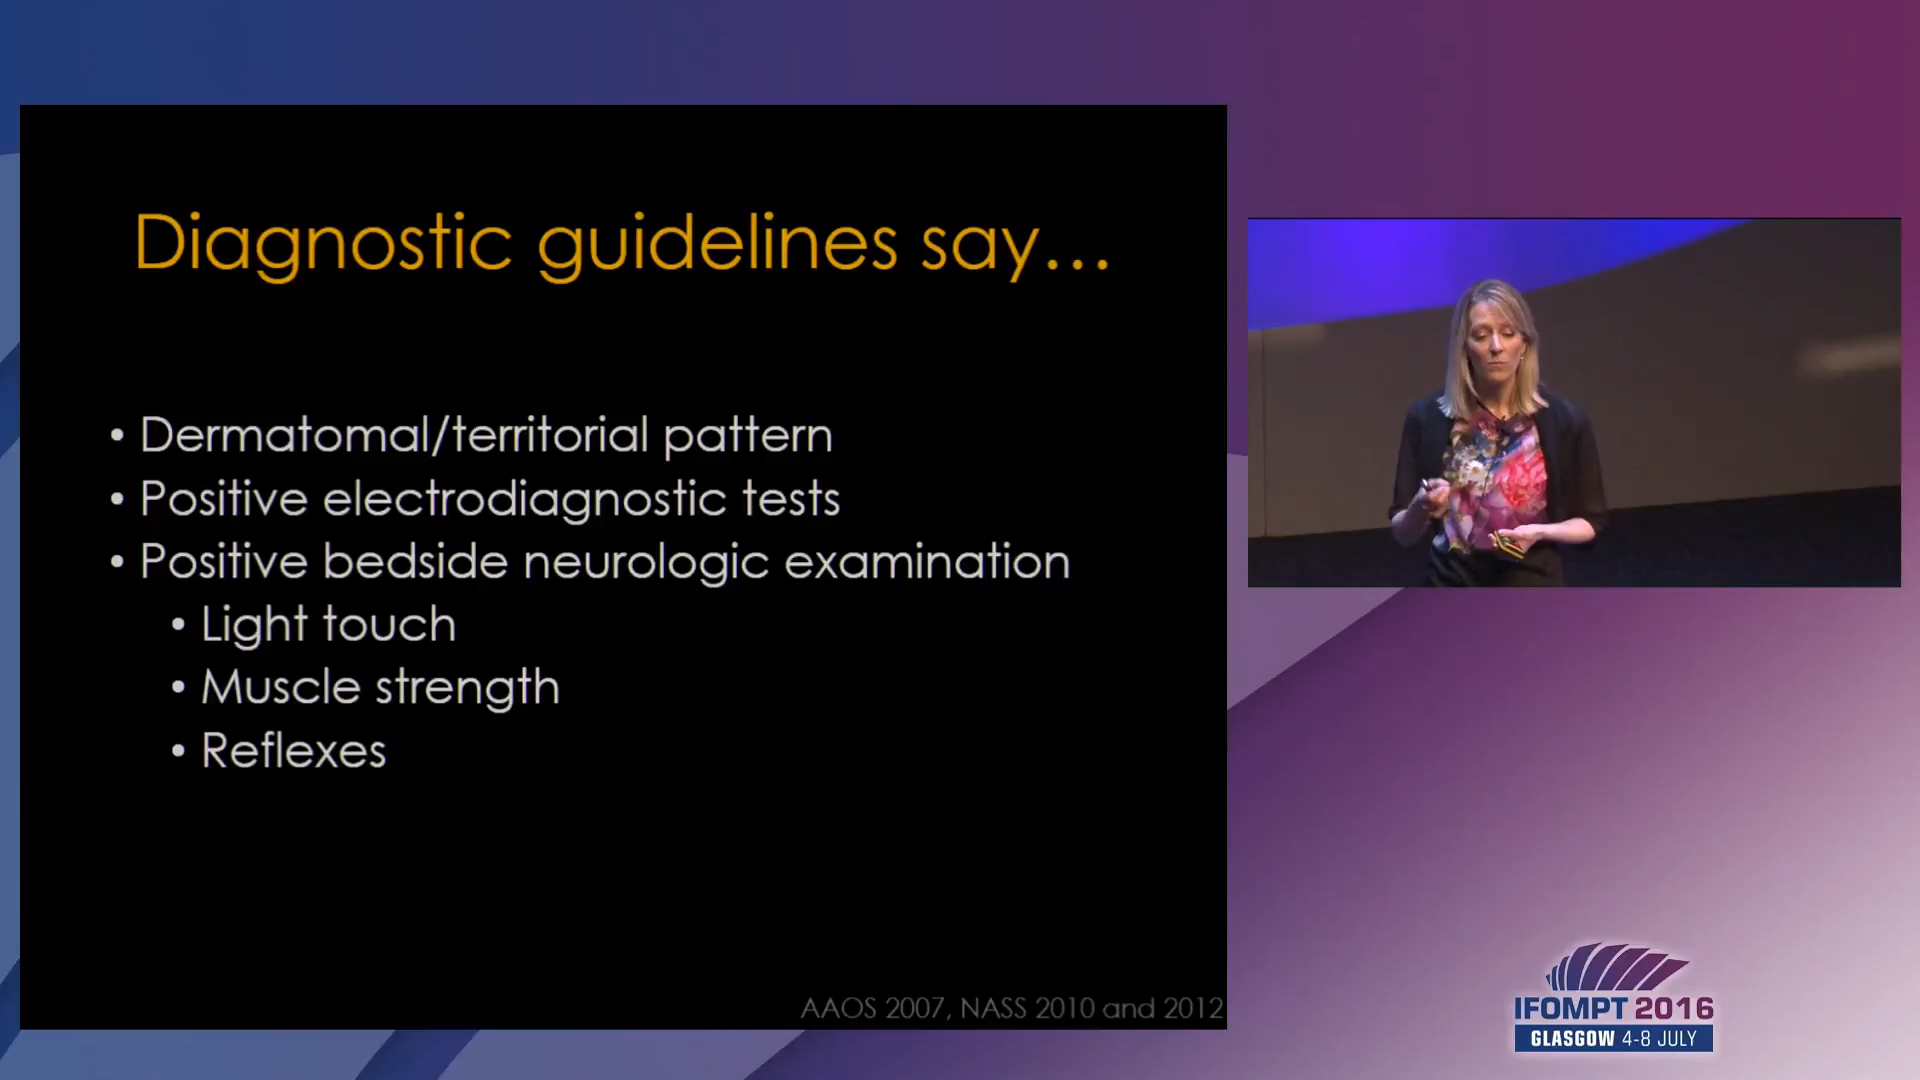 Diagnostic guidelines say...
• Dermatomal/territorial pattern
• Positive electrodiagnostic tests
• Positive bedside neurologic examination
• Light touch
• Muscle strength
• Reflexes
AAOS 2007, NASS 2010 and 2012
IFOMPT 2016
GLASGOW 4-8 JULY